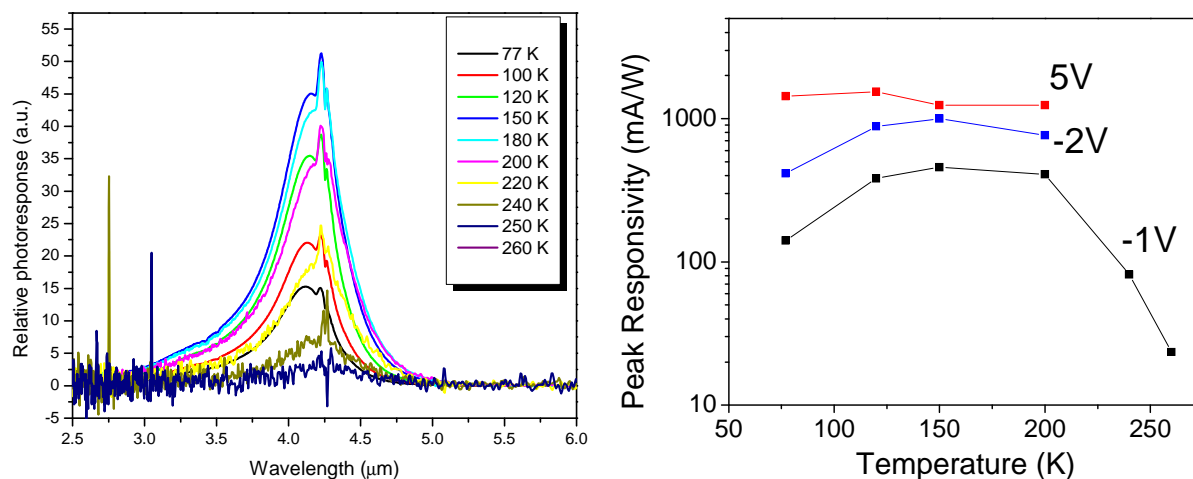 Relative photoresponse (a.u.)
55
50
45
40
35
30
25
20
15
10
5
0
-5
2.5 3.0 3.5 4.0 4.5 5.0 5.5 6.0
Wavelength (μm)
77 K
100 K
120 K
150 K
180 K
200 K
220 K
240 K
250 K
260 K
Peak Responsivity (mA/W)
1000
100
10
50 100 150 200 250
Temperature (K)
5V
-2V
-1V